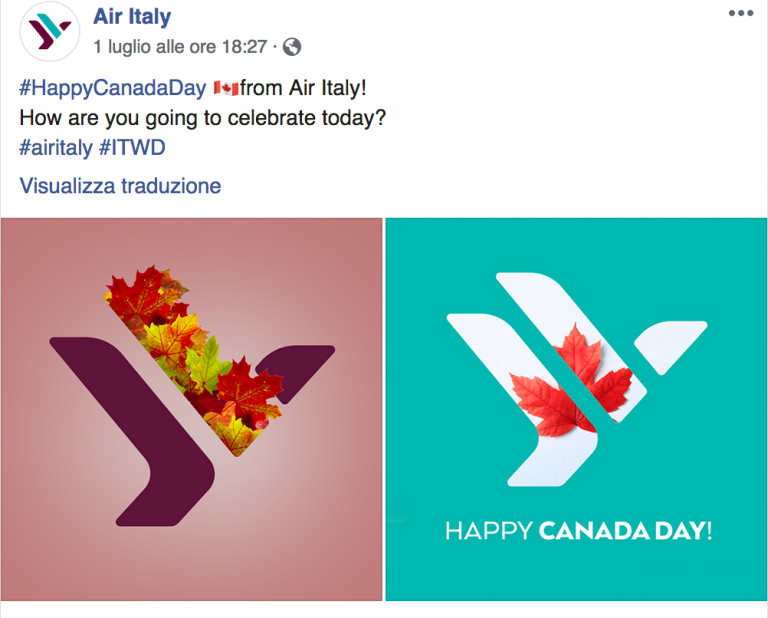 Air Italy
1 luglio alle ore 18:27 ·
#HappyCanadaDay 🇨🇦from Air Italy!
How are you going to celebrate today?
#airitaly #ITWD
Visualizza traduzione
HAPPY CANADA DAY!